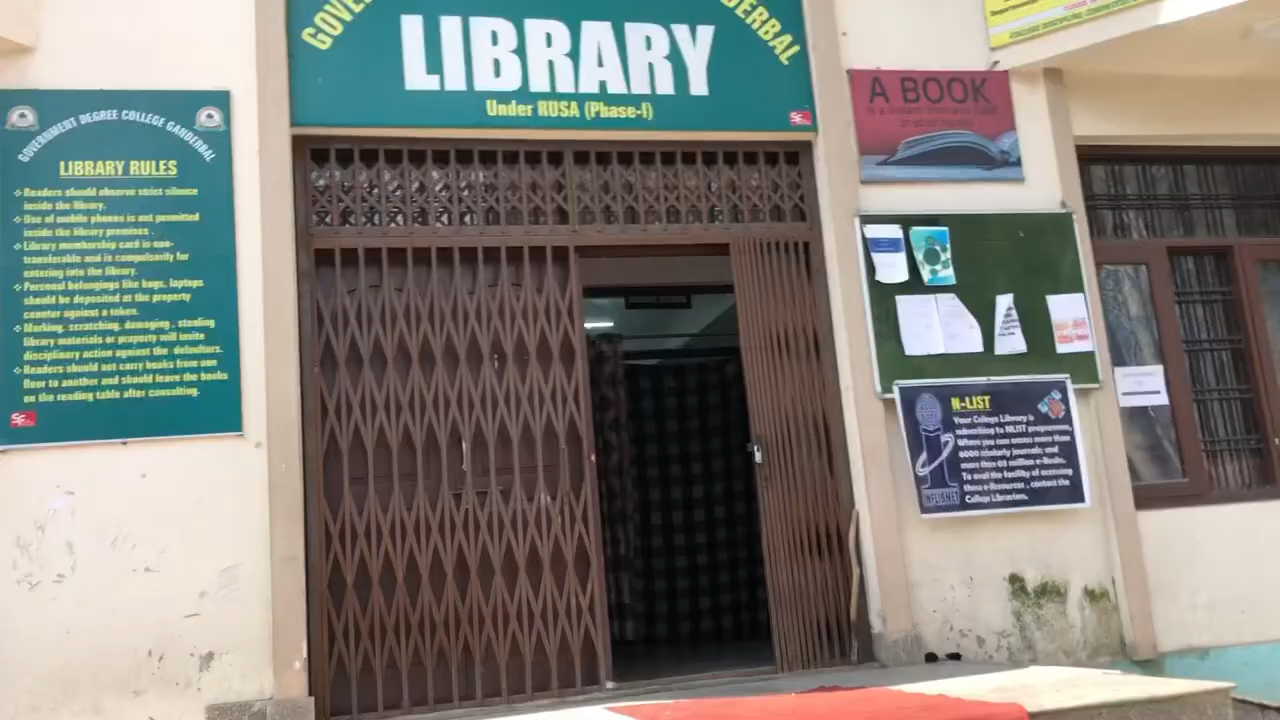 LIBRARY
Under RUSA (Phase-I)
SF
GOVERNMENT DEGREE COLLEGE GANDERBAL
LIBRARY RULES
Readers should observe strict silence
inside the library.
Use of mobile phones is not permitted
inside the library premises .
Library membership card is non-
transferable and is compulsarily for
entering into the library.
Personal belongings like bags, laptops
should be deposited at the property
counter against a token.
Marking, scratching, damaging , stealing
library materials or property will invite
disciplinary action against the defaulters.
Readers should not carry books from one
floor to another and should leave the books
on the reading table after consulting.
SF
A BOOK
N-LIST
Your College Library is
subscribing to NLIST programme,
Where you can access more than
6000 scholarly journals; and
more than 03 million e-Books.
To avail the facility of accessing
these e-Resources , contact the
College Librarian.
INFLIBNET